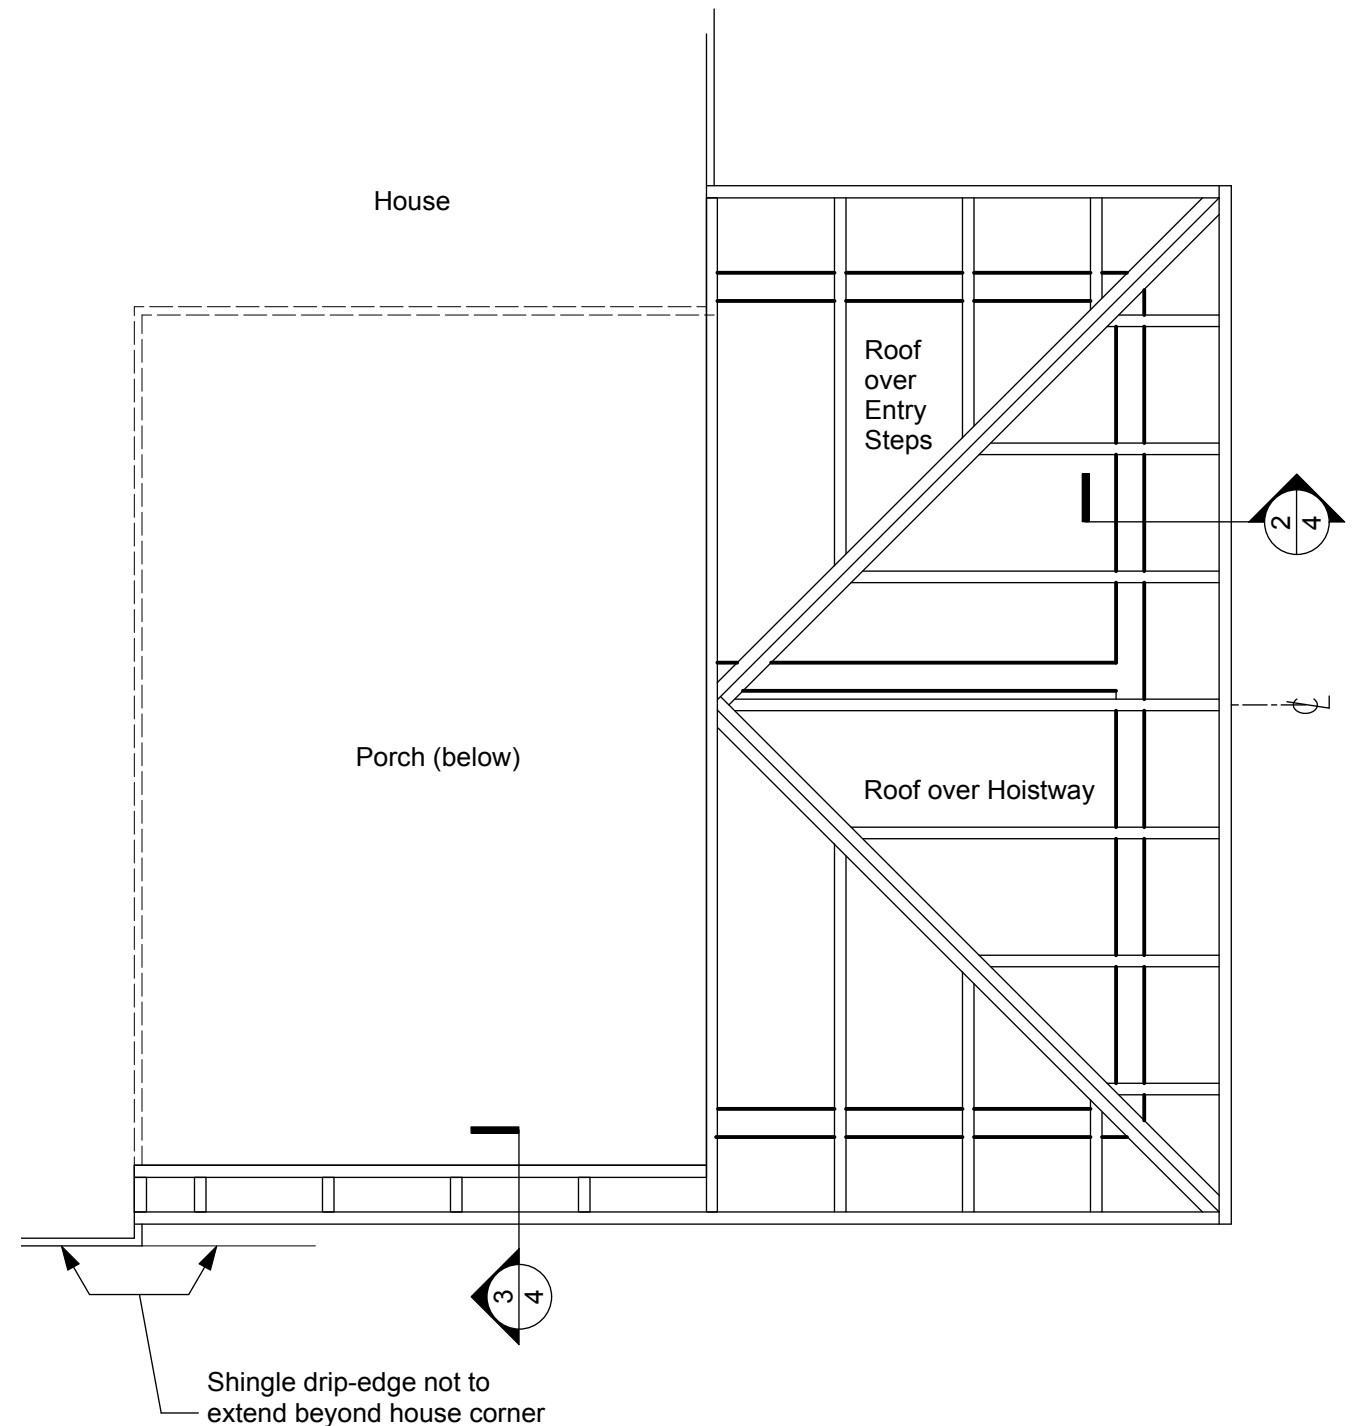 House
Roof
over
Entry
Steps
2
4
℄
Porch (below)
Roof over Hoistway
3
4
Shingle drip-edge not to
extend beyond house corner